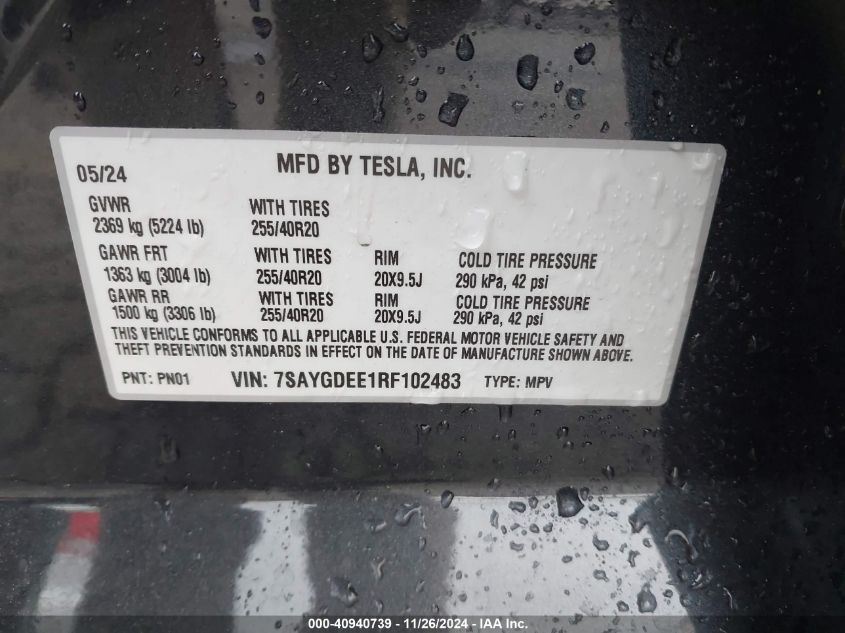 05/24 MFD BY TESLA, INC.
GVWR WITH TIRES
2369 kg (5224 lb) 255/40R20
GAWR FRT WITH TIRES RIM COLD TIRE PRESSURE
1363 kg (3004 lb) 255/40R20 20X9.5J 290 kPa, 42 psi
GAWR RR WITH TIRES RIM COLD TIRE PRESSURE
1500 kg (3306 lb) 255/40R20 20X9.5J 290 kPa, 42 psi
THIS VEHICLE CONFORMS TO ALL APPLICABLE U.S. FEDERAL MOTOR VEHICLE SAFETY AND
THEFT PREVENTION STANDARDS IN EFFECT ON THE DATE OF MANUFACTURE SHOWN ABOVE.
PNT: PN01 VIN: 7SAYGDEE1RF102483 TYPE: MPV
000-40940739 - 11/26/2024 - IAA Inc.